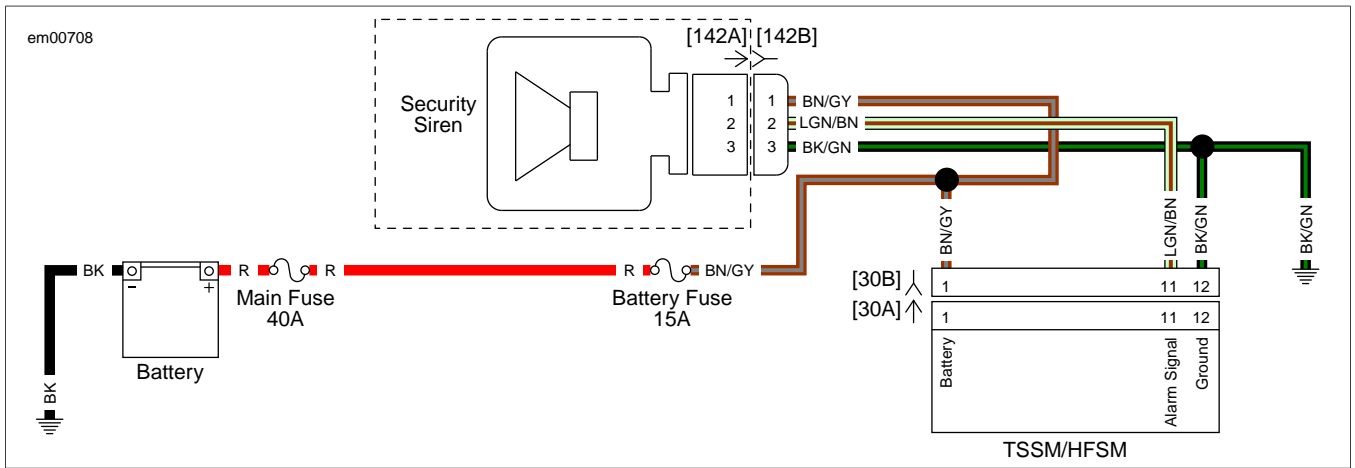 em00708
[142A] [142B]
Security
Siren
1 1 BN/GY
2 2 LGN/BN
3 3 BK/GN
BN/GY
LGN/BN
BK/GN
BK/GN
BK
- +
R R
Main Fuse
40A
R BN/GY
Battery Fuse
15A
Battery
BK
[30B] 1 11 12
[30A] 1 11 12
Battery
Alarm Signal
Ground
TSSM/HFSM